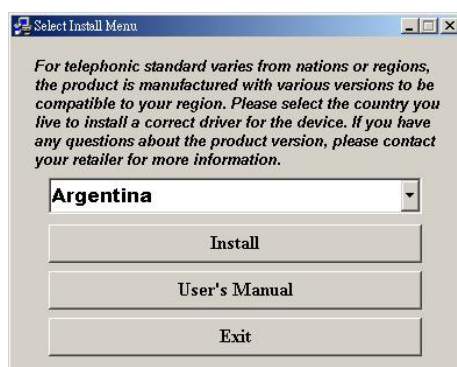 Select Install Menu
For telephonic standard varies from nations or regions,
the product is manufactured with various versions to be
compatible to your region. Please select the country you
live to install a correct driver for the device. If you have
any questions about the product version, please contact
your retailer for more information.
Argentina
Install
User's Manual
Exit